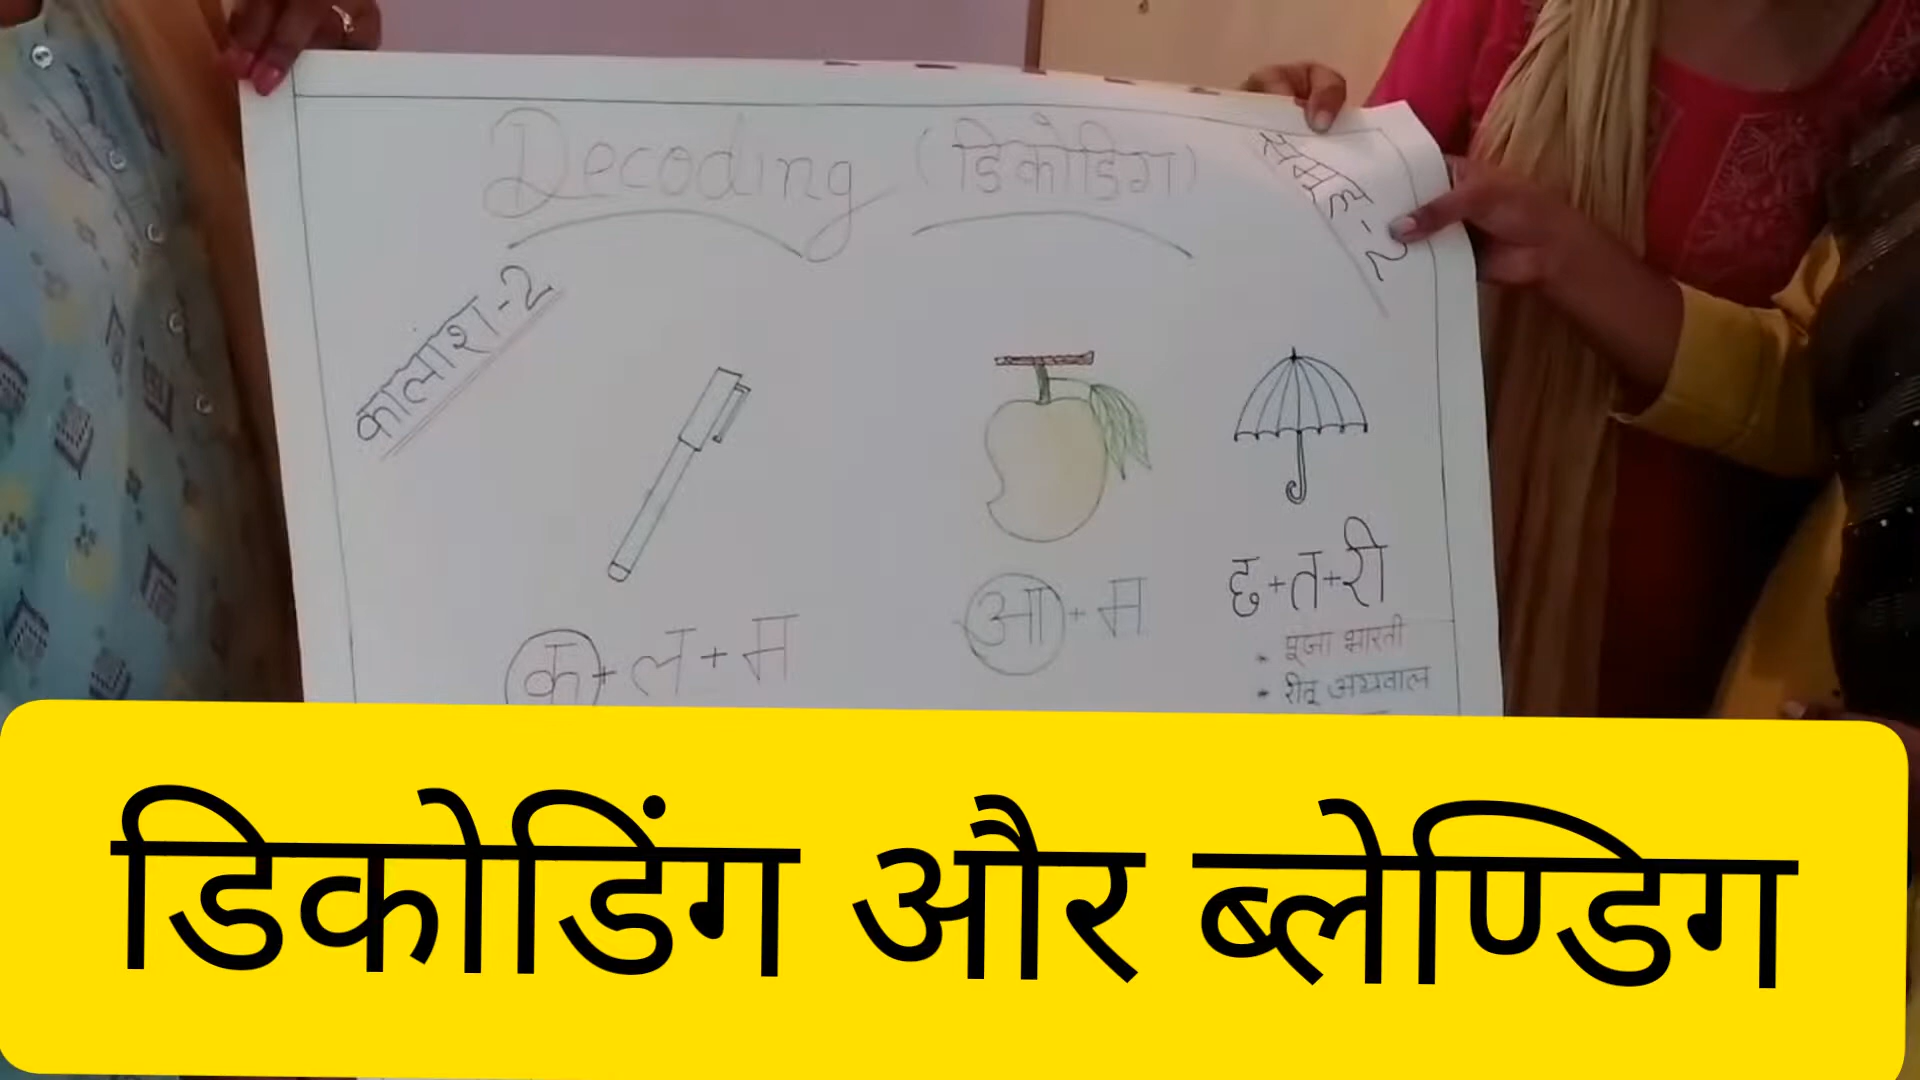 Decoding (डिकोडिंग)
समूह-2
कालांश-2
क+ल+म
आ+म
छ+त+री
• पूजा भारती
• रीतू अग्रवाल
डिकोडिंग और ब्लेण्डिग